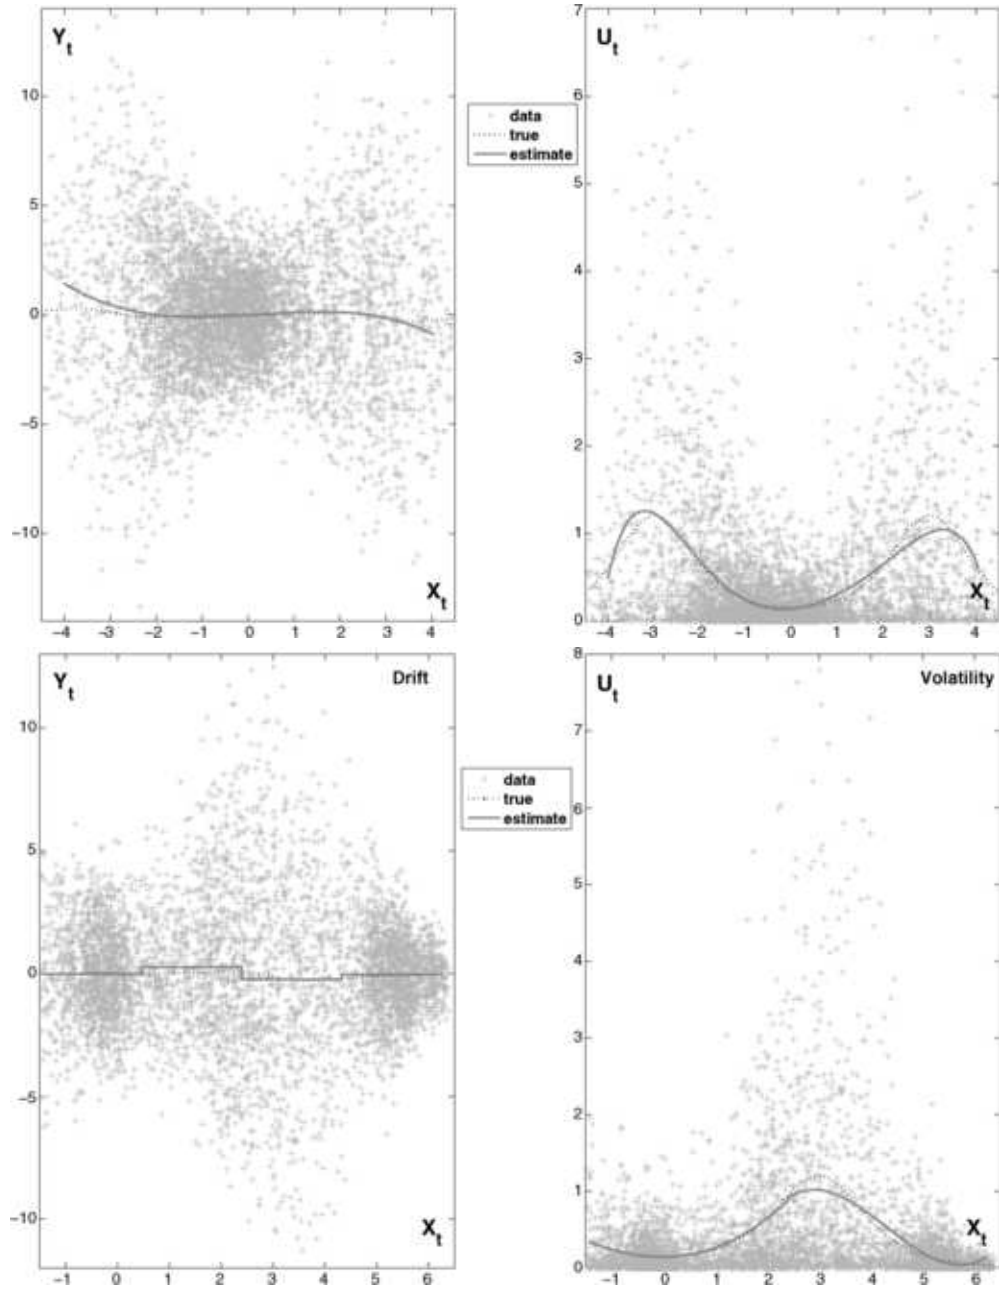 Y_t
10
5
0
−5
−10
X_t
−4 −3 −2 −1 0 1 2 3 4
data
true
estimate
7
U_t
6
5
4
3
2
1
0
X_t
−4 −3 −2 −1 0 1 2 3 4
Y_t Drift
10
5
0
−5
−10
X_t
−1 0 1 2 3 4 5 6
data
true
estimate
8
U_t Volatility
7
6
5
4
3
2
1
0
X_t
−1 0 1 2 3 4 5 6